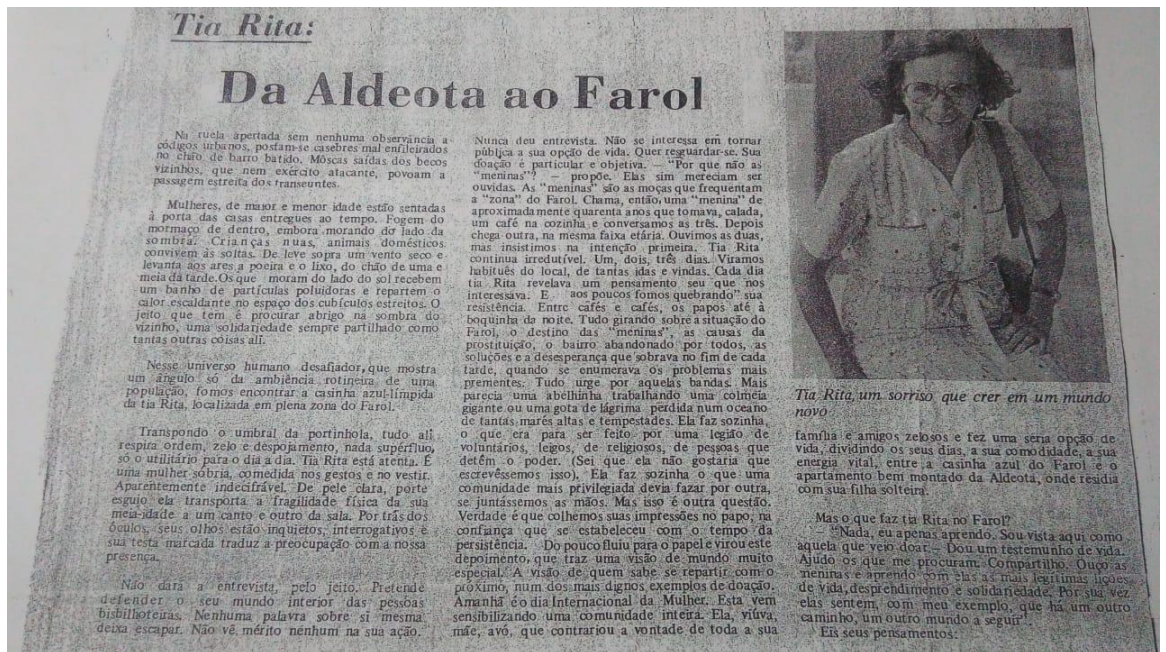 Tia Rita:
Da Aldeota ao Farol
Na ruela apertada sem nenhuma observância a
códigos urbanos, postam-se casebres mal enfileirados
no chão de barro batido. Môscas saídas dos becos
vizinhos, que nem exército atacante, povoam a
passagem estreita dos transeuntes.
Mulheres, de maior e menor idade estão sentadas
à porta das casas entregues ao tempo. Fogem do
mormaço de dentro, embora morando do lado da
sombra. Crianças nuas, animais domésticos
convivem às soltas. De leve sopra um vento seco e
levanta aos ares a poeira e o lixo, do chão de uma e
meia da tarde.Os que moram do lado do sol recebem
um banho de partículas poluidoras e repartem o
calor escaldante no espaço dos cubículos estreitos. O
jeito que tem é procurar abrigo na sombra do
vizinho, uma solidariedade sempre partilhado como
tantas outras coisas ali.
Nesse universo humano desafiador, que mostra
um ângulo só da ambiência rotineira de uma
população, fomos encontrar a casinha azul-límpida
da tia Rita, localizada em plena zona do Farol.
Transpondo o umbral da portinhola, tudo ali
respira ordem, zelo e despojamento, nada supérfluo,
só o utilitário para o dia a dia. Tia Rita está atenta. É
uma mulher sóbria, comedida nos gestos e no vestir.
Aparentemente indecifrável. De pele clara, porte
esguio ela transporta a fragilidade física da sua
meia-idade a um canto e outro da sala. Por trás dos
óculos, seus olhos estão inquietos, interrogativos e
sua testa marcada traduz a preocupação com a nossa
presença.
Não dará a entrevista, pelo jeito. Pretende
defender o seu mundo interior das pessoas
bisbilhoteiras. Nenhuma palavra sobre si mesma
deixa escapar. Não vê mérito nenhum na sua ação.
Nunca deu entrevista. Não se interessa em tornar
pública a sua opção de vida. Quer resguardar-se. Sua
doação é particular e objetiva. — "Por que não as
"meninas"? — propõe. Elas sim mereciam ser
ouvidas. As "meninas" são as moças que frequentam
a "zona" do Farol. Chama, então, uma "menina" de
aproximadamente quarenta anos que tomava, calada,
um café na cozinha e conversamos as três. Depois
chega outra, na mesma faixa etária. Ouvimos as duas,
mas insistimos na intenção primeira. Tia Rita
continua irredutível. Um, dois, três dias. Viramos
habitués do local, de tantas idas e vindas. Cada dia
tia Rita revelava um pensamento seu que nos
interessava. E aos poucos fomos quebrando" sua
resistência. Entre cafés e cafés, os papos até à
boquinha da noite. Tudo girando sobre a situação do
Farol, o destino das "meninas", as causas da
prostituição, o bairro abandonado por todos, as
soluções e a desesperança que sobrava no fim de cada
tarde, quando se enumerava os problemas mais
prementes. Tudo urge por aquelas bandas. Mais
parecia uma abelhinha trabalhando uma colmeia
gigante ou uma gota de lágrima perdida num oceano
de tantas marés altas e tempestades. Ela faz sozinha,
o que era para ser feito por uma legião de
voluntários, leigos, de religiosos, de pessoas que
detêm o poder. (Sei que ela não gostaria que
escrevêssemos isso). Ela faz sozinha o que uma
comunidade mais privilegiada devia fazer por outra,
se juntássemos as mãos. Mas isso é outra questão.
Verdade é que colhemos suas impressões no papo, na
confiança que se estabeleceu com o tempo da
persistência. Do pouco fluiu para o papel e virou este
depoimento, que traz uma visão de mundo muito
especial. A visão de quem sabe se repartir com o
próximo, num dos mais dignos exemplos de doação.
Amanhã é o dia Internacional da Mulher. Esta vem
sensibilizando uma comunidade inteira. Ela, viúva,
mãe, avó, que contrariou a vontade de toda a sua
Tia Rita, um sorriso que crer em um mundo
novo
família e amigos zelosos e fez uma séria opção de
vida, dividindo os seus dias, a sua comodidade, a sua
energia vital, entre a casinha azul do Farol e o
apartamento bem montado da Aldeota, onde residia
com sua filha solteira.
Mas o que faz tia Rita no Farol?
"Nada, eu apenas aprendo. Sou vista aqui como
aquela que veio doar — Dou um testemunho de vida.
Ajudo os que me procuram. Compartilho. Ouço as
meninas e aprendo com elas as mais legítimas lições
de vida, desprendimento e solidariedade. Por sua vez
elas sentem, com meu exemplo, que há um outro
caminho, um outro mundo a seguir".
Eis seus pensamentos: